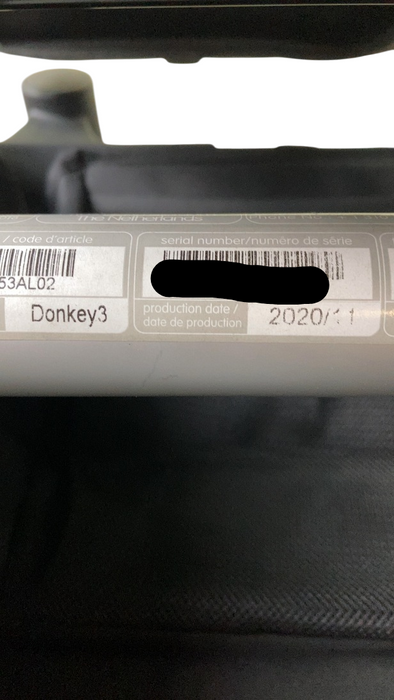 The Netherlands
/ code d'article
53AL02
Donkey3
serial number/numéro de série
production date /
date de production
2020/11